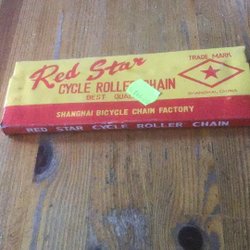 Red Star
TRADE MARK
CYCLE ROLLER CHAIN
BEST
SHANGHAI, CHINA
SHANGHAI BICYCLE CHAIN FACTORY
RED STAR CYCLE ROLLER CHAIN